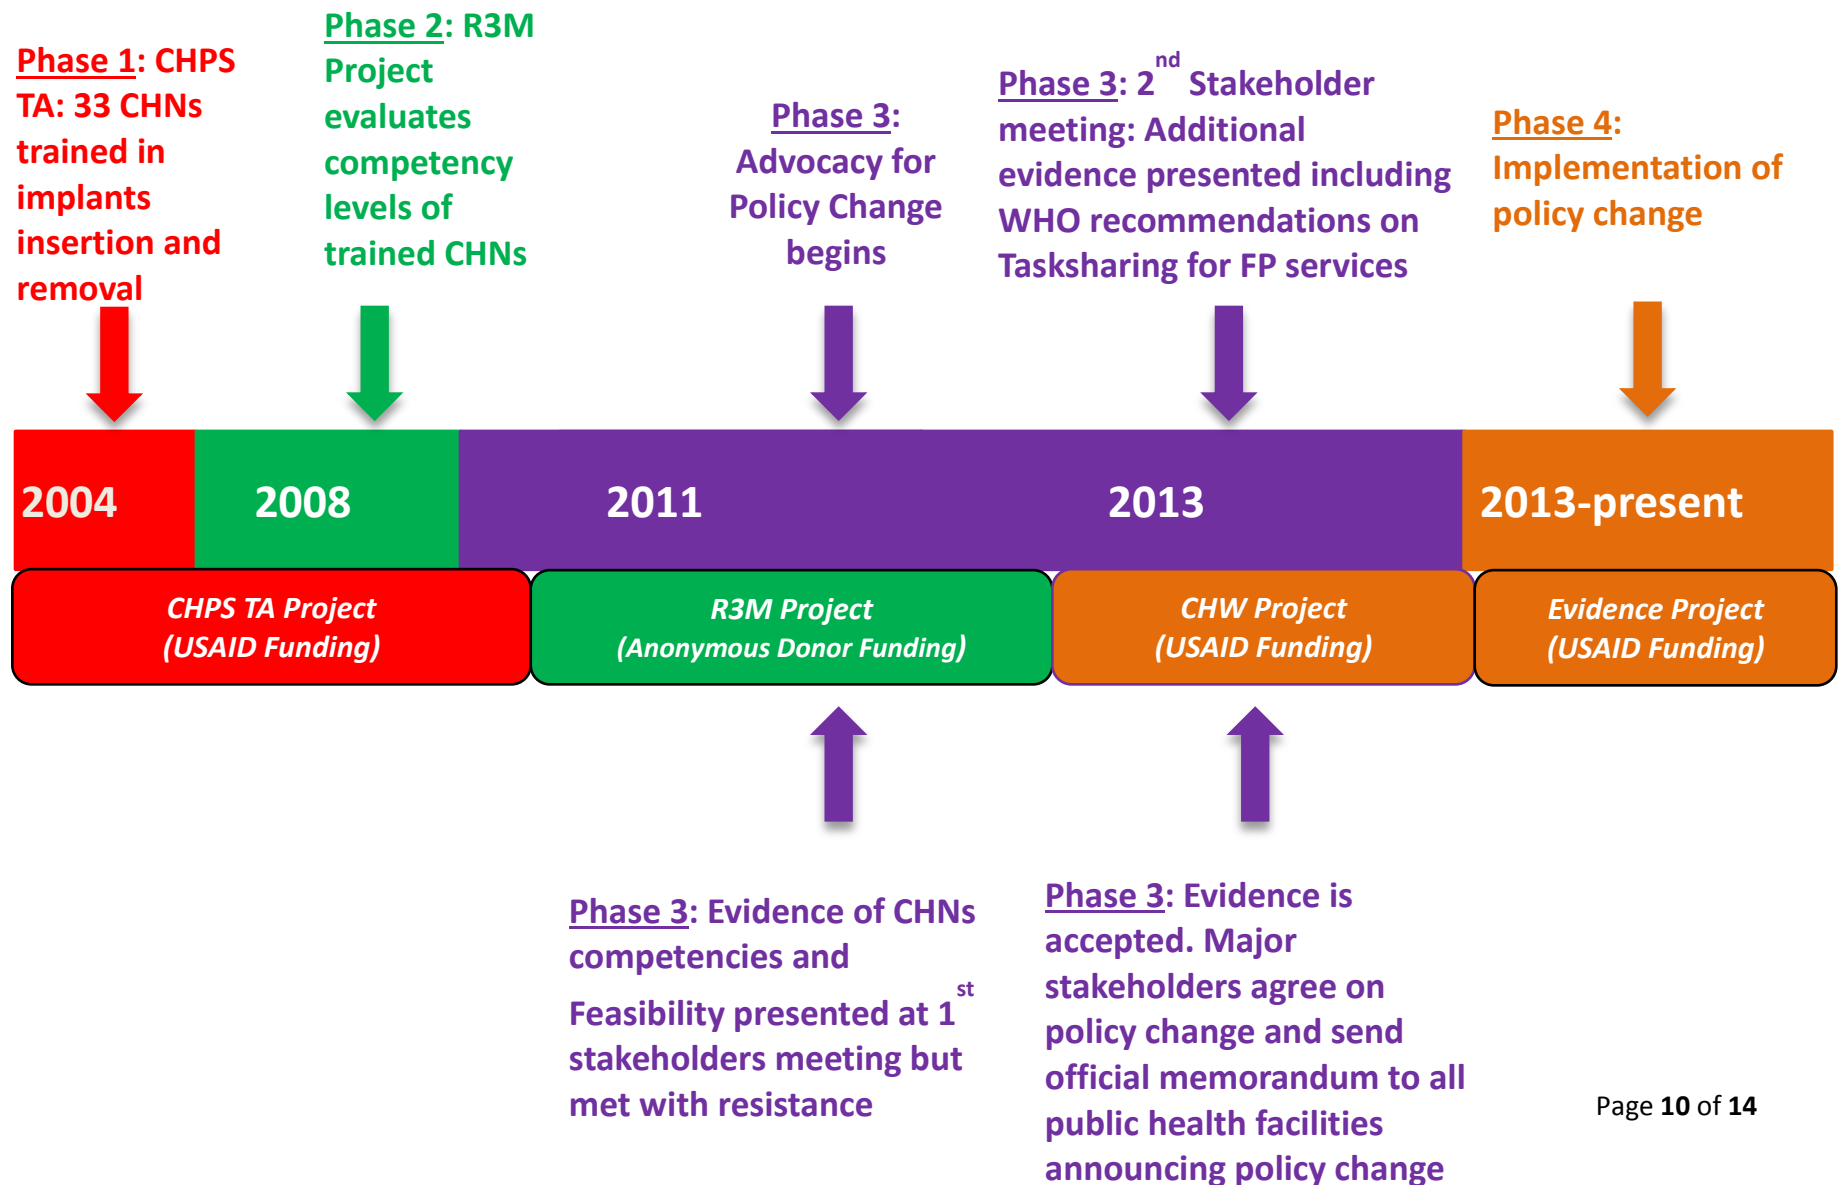 Phase 1: CHPS
TA: 33 CHNs
trained in
implants
insertion and
removal
Phase 2: R3M
Project
evaluates
competency
levels of
trained CHNs
Phase 3:
Advocacy for
Policy Change
begins
Phase 3: 2nd Stakeholder
meeting: Additional
evidence presented including
WHO recommendations on
Tasksharing for FP services
Phase 4:
Implementation of
policy change
2004
2008
2011
2013
2013-present
CHPS TA Project
(USAID Funding)
R3M Project
(Anonymous Donor Funding)
CHW Project
(USAID Funding)
Evidence Project
(USAID Funding)
Phase 3: Evidence of CHNs
competencies and
Feasibility presented at 1st
stakeholders meeting but
met with resistance
Phase 3: Evidence is
accepted. Major
stakeholders agree on
policy change and send
official memorandum to all
public health facilities
announcing policy change
Page 10 of 14